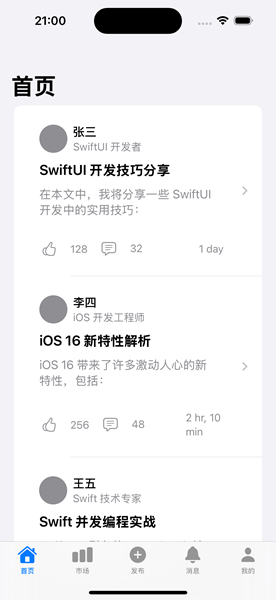 21:00
首页
张三
SwiftUI 开发者
SwiftUI 开发技巧分享
在本文中，我将分享一些 SwiftUI
开发中的实用技巧：
128 32 1 day
李四
iOS 开发工程师
iOS 16 新特性解析
iOS 16 带来了许多激动人心的新
特性，包括：
256 48 2 hr, 10
min
王五
Swift 技术专家
Swift 并发编程实战
首页 市场 发布 消息 我的